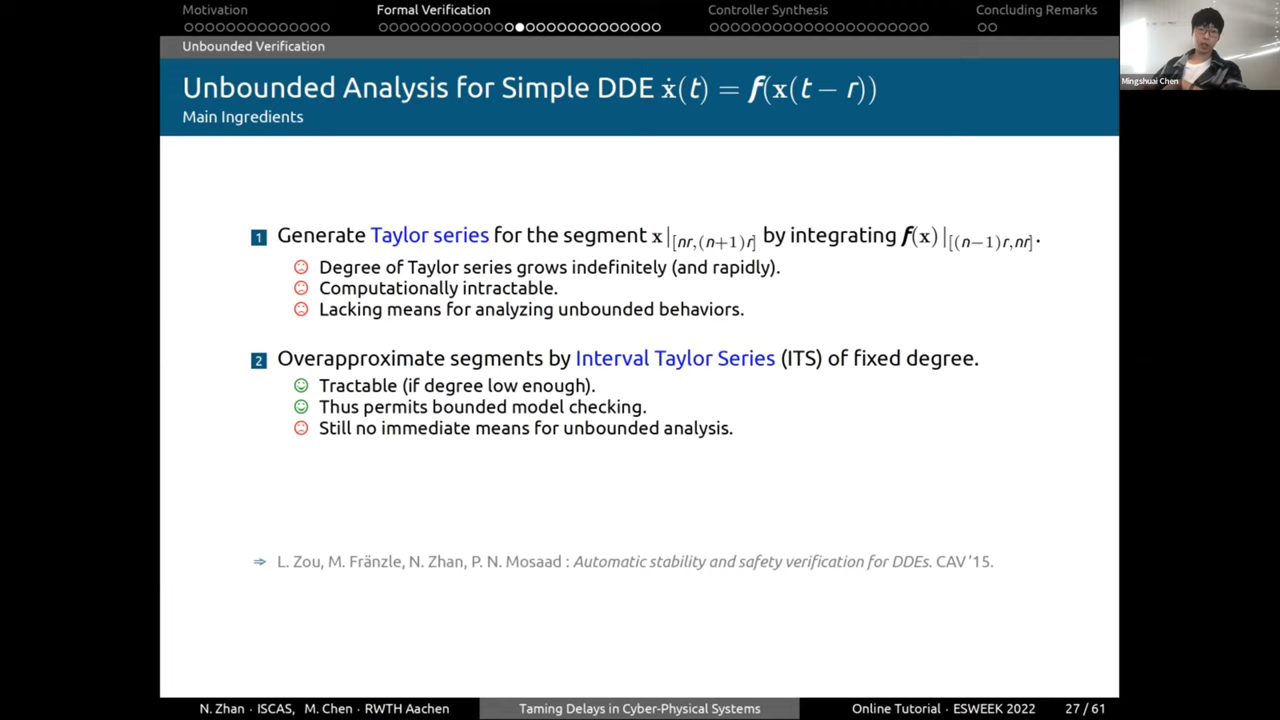 Motivation
Formal Verification
Controller Synthesis
Concluding Remarks
Unbounded Verification
Unbounded Analysis for Simple DDE ẋ(t) = f(x(t − r))
Main Ingredients
1 Generate Taylor series for the segment x|[nr,(n+1)r] by integrating f(x)|[(n−1)r,nr].
☹ Degree of Taylor series grows indefinitely (and rapidly).
☹ Computationally intractable.
☹ Lacking means for analyzing unbounded behaviors.
2 Overapproximate segments by Interval Taylor Series (ITS) of fixed degree.
☺ Tractable (if degree low enough).
☺ Thus permits bounded model checking.
☹ Still no immediate means for unbounded analysis.
⇒ L. Zou, M. Fränzle, N. Zhan, P. N. Mosaad : Automatic stability and safety verification for DDEs. CAV '15.
N. Zhan · ISCAS, M. Chen · RWTH Aachen
Taming Delays in Cyber-Physical Systems
Online Tutorial · ESWEEK 2022
27 / 61
Mingshuai Chen